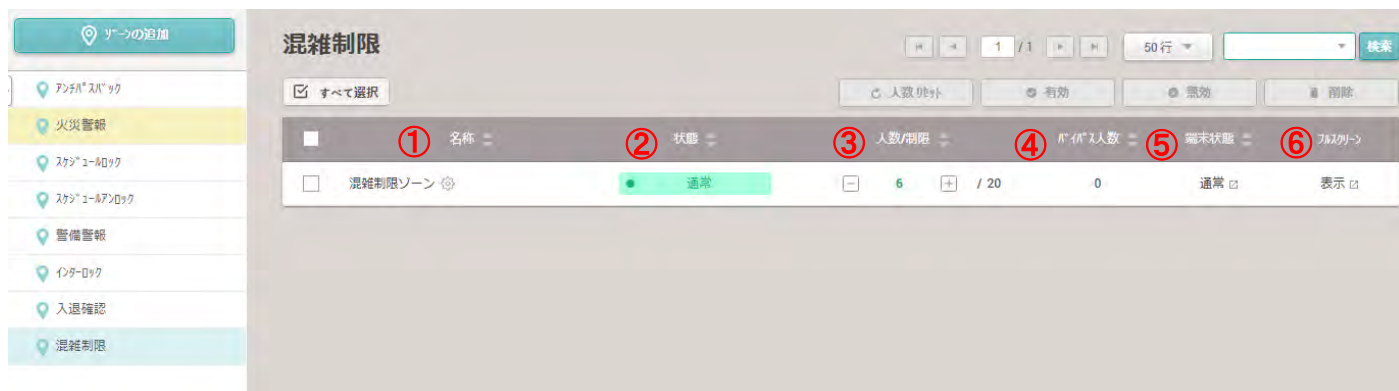 ｿﾞｰﾝの追加
混雑制限
1 / 1
50行
検索
ｱﾝﾁﾊﾟｽﾊﾞｯｸ
すべて選択
人数ﾘｾｯﾄ
有効
無効
削除
火災警報
① 名称
② 状態
③ 人数/制限
④ ﾊﾞｲﾊﾟｽ人数
⑤ 端末状態
⑥ ﾌﾙｽｸﾘｰﾝ
ｽｹｼﾞｭｰﾙﾛｯｸ
混雑制限ゾーン
通常
6 / 20
0
通常
表示
ｽｹｼﾞｭｰﾙｱﾝﾛｯｸ
警備警報
ｲﾝﾀｰﾛｯｸ
入退確認
混雑制限